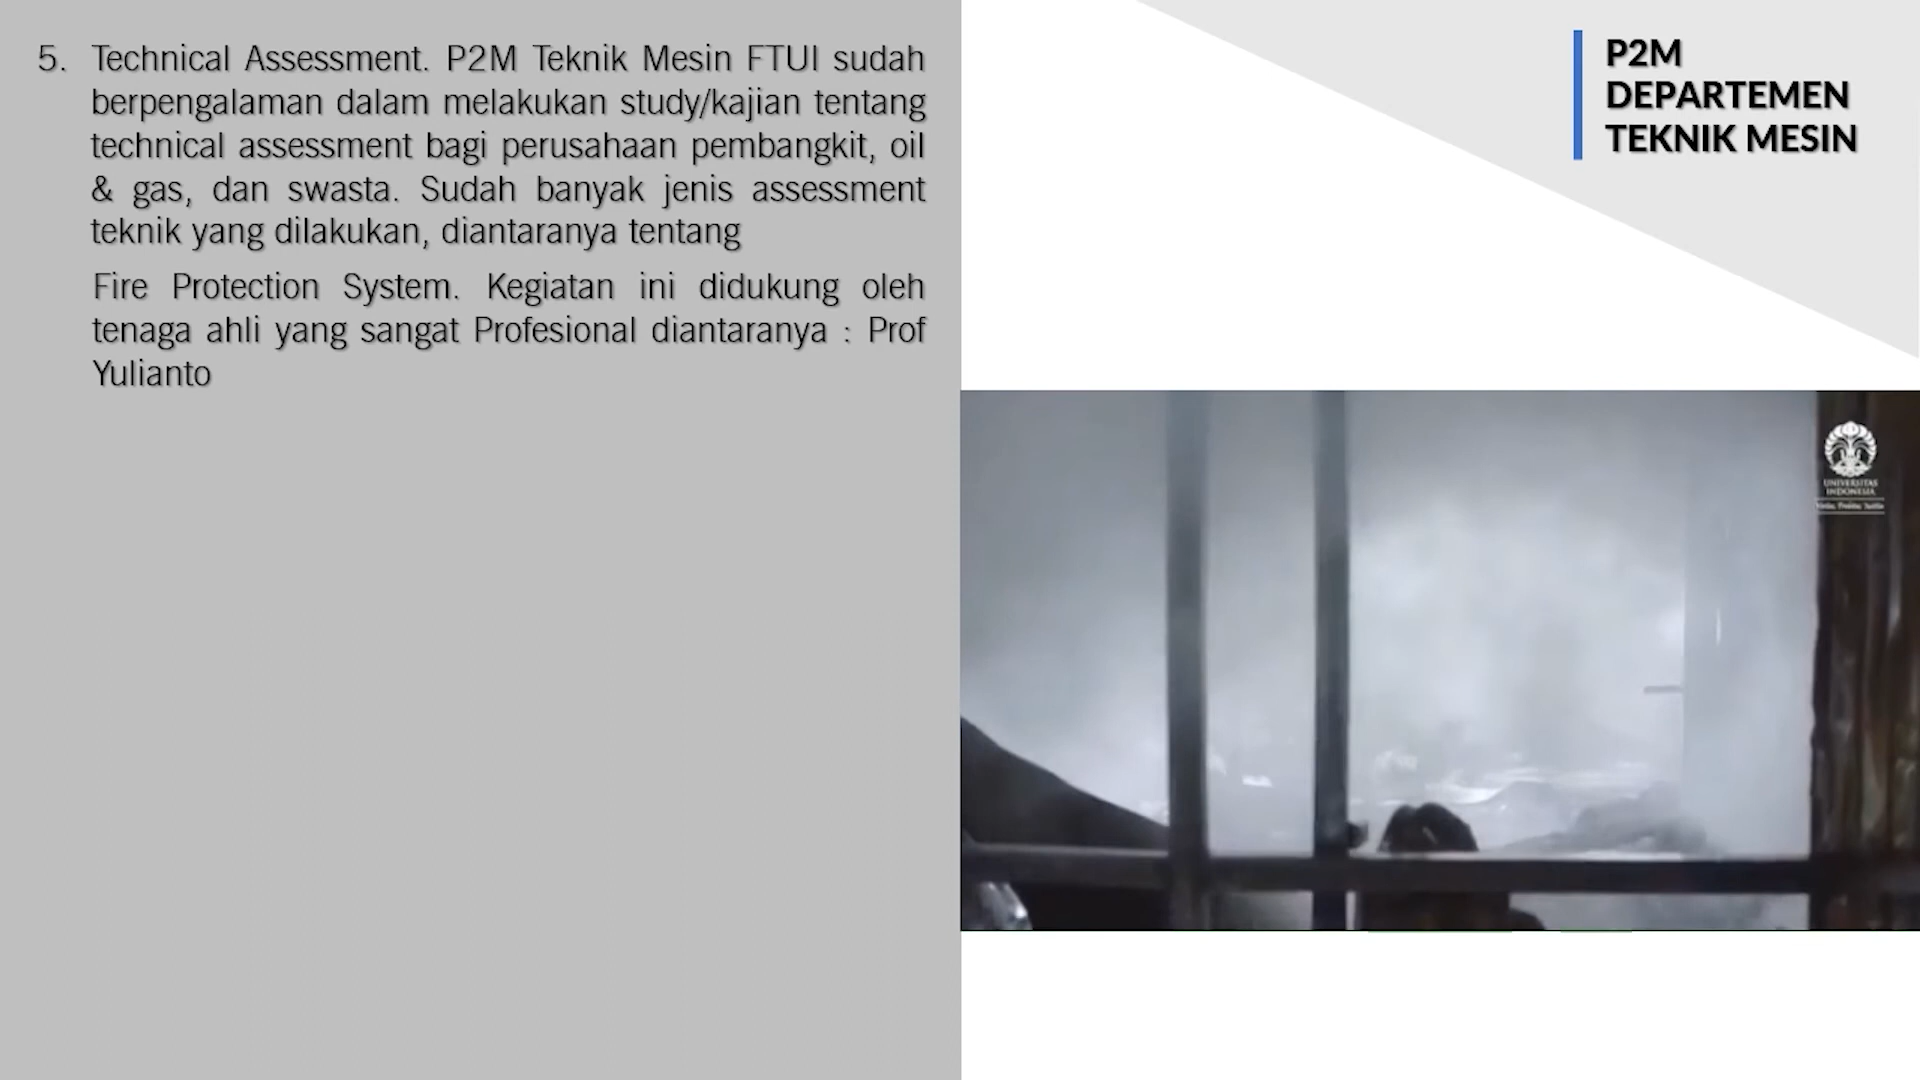 5. Technical Assessment. P2M Teknik Mesin FTUI sudah
berpengalaman dalam melakukan study/kajian tentang
technical assessment bagi perusahaan pembangkit, oil
& gas, dan swasta. Sudah banyak jenis assessment
teknik yang dilakukan, diantaranya tentang
Fire Protection System. Kegiatan ini didukung oleh
tenaga ahli yang sangat Profesional diantaranya : Prof
Yulianto
P2M
DEPARTEMEN
TEKNIK MESIN
UNIVERSITAS
INDONESIA